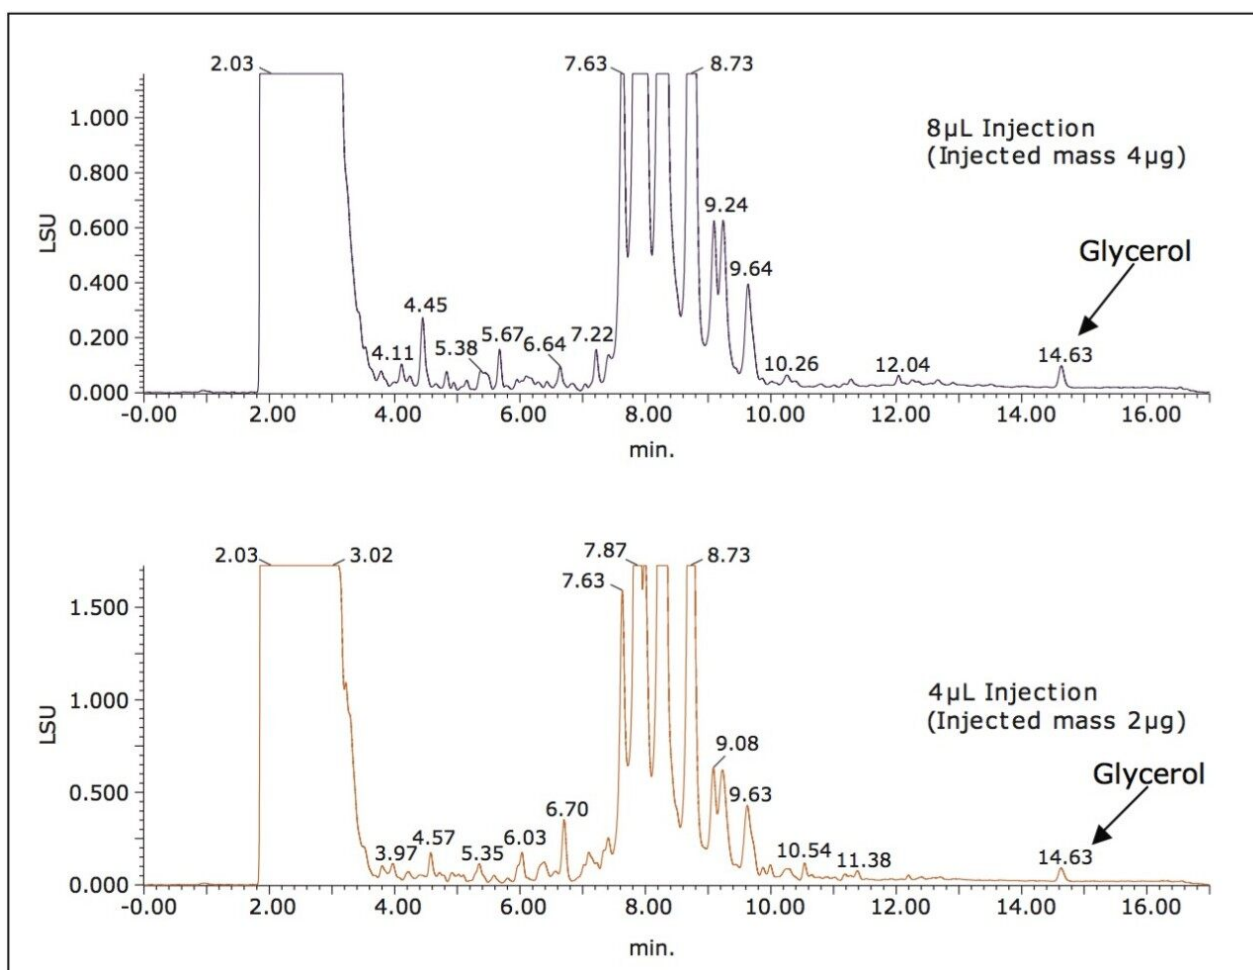 2.03 7.63 8.73
1.000
8µL Injection
(Injected mass 4µg)
0.800
0.600
9.24
LSU
Glycerol
0.400
9.64
4.45
0.200
4.11 5.38 5.67 6.64 7.22 10.26 12.04 14.63
0.000
-0.00 2.00 4.00 6.00 8.00 10.00 12.00 14.00 16.00
min.
2.03 3.02 7.87 8.73
7.63
1.500
4µL Injection
(Injected mass 2µg)
1.000
LSU
9.08
Glycerol
0.500
6.70 9.63
3.97 4.57 5.35 6.03 10.54 11.38 14.63
0.000
-0.00 2.00 4.00 6.00 8.00 10.00 12.00 14.00 16.00
min.